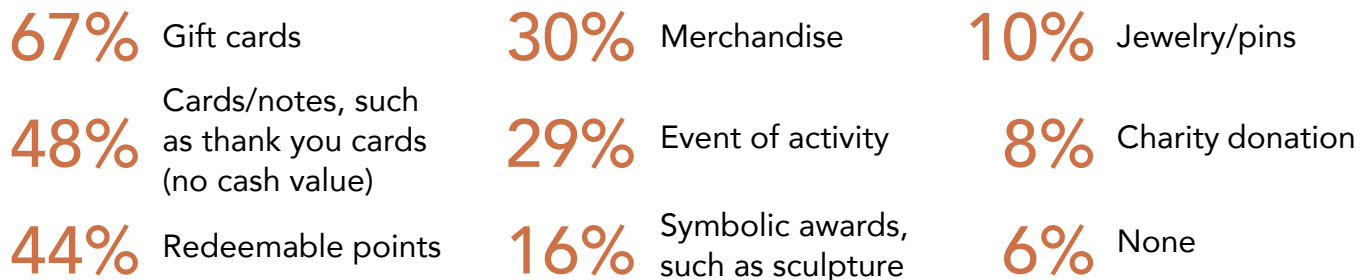 67% Gift cards
48% Cards/notes, such
as thank you cards
(no cash value)
44% Redeemable points
30% Merchandise
29% Event of activity
16% Symbolic awards,
such as sculpture
10% Jewelry/pins
8% Charity donation
6% None